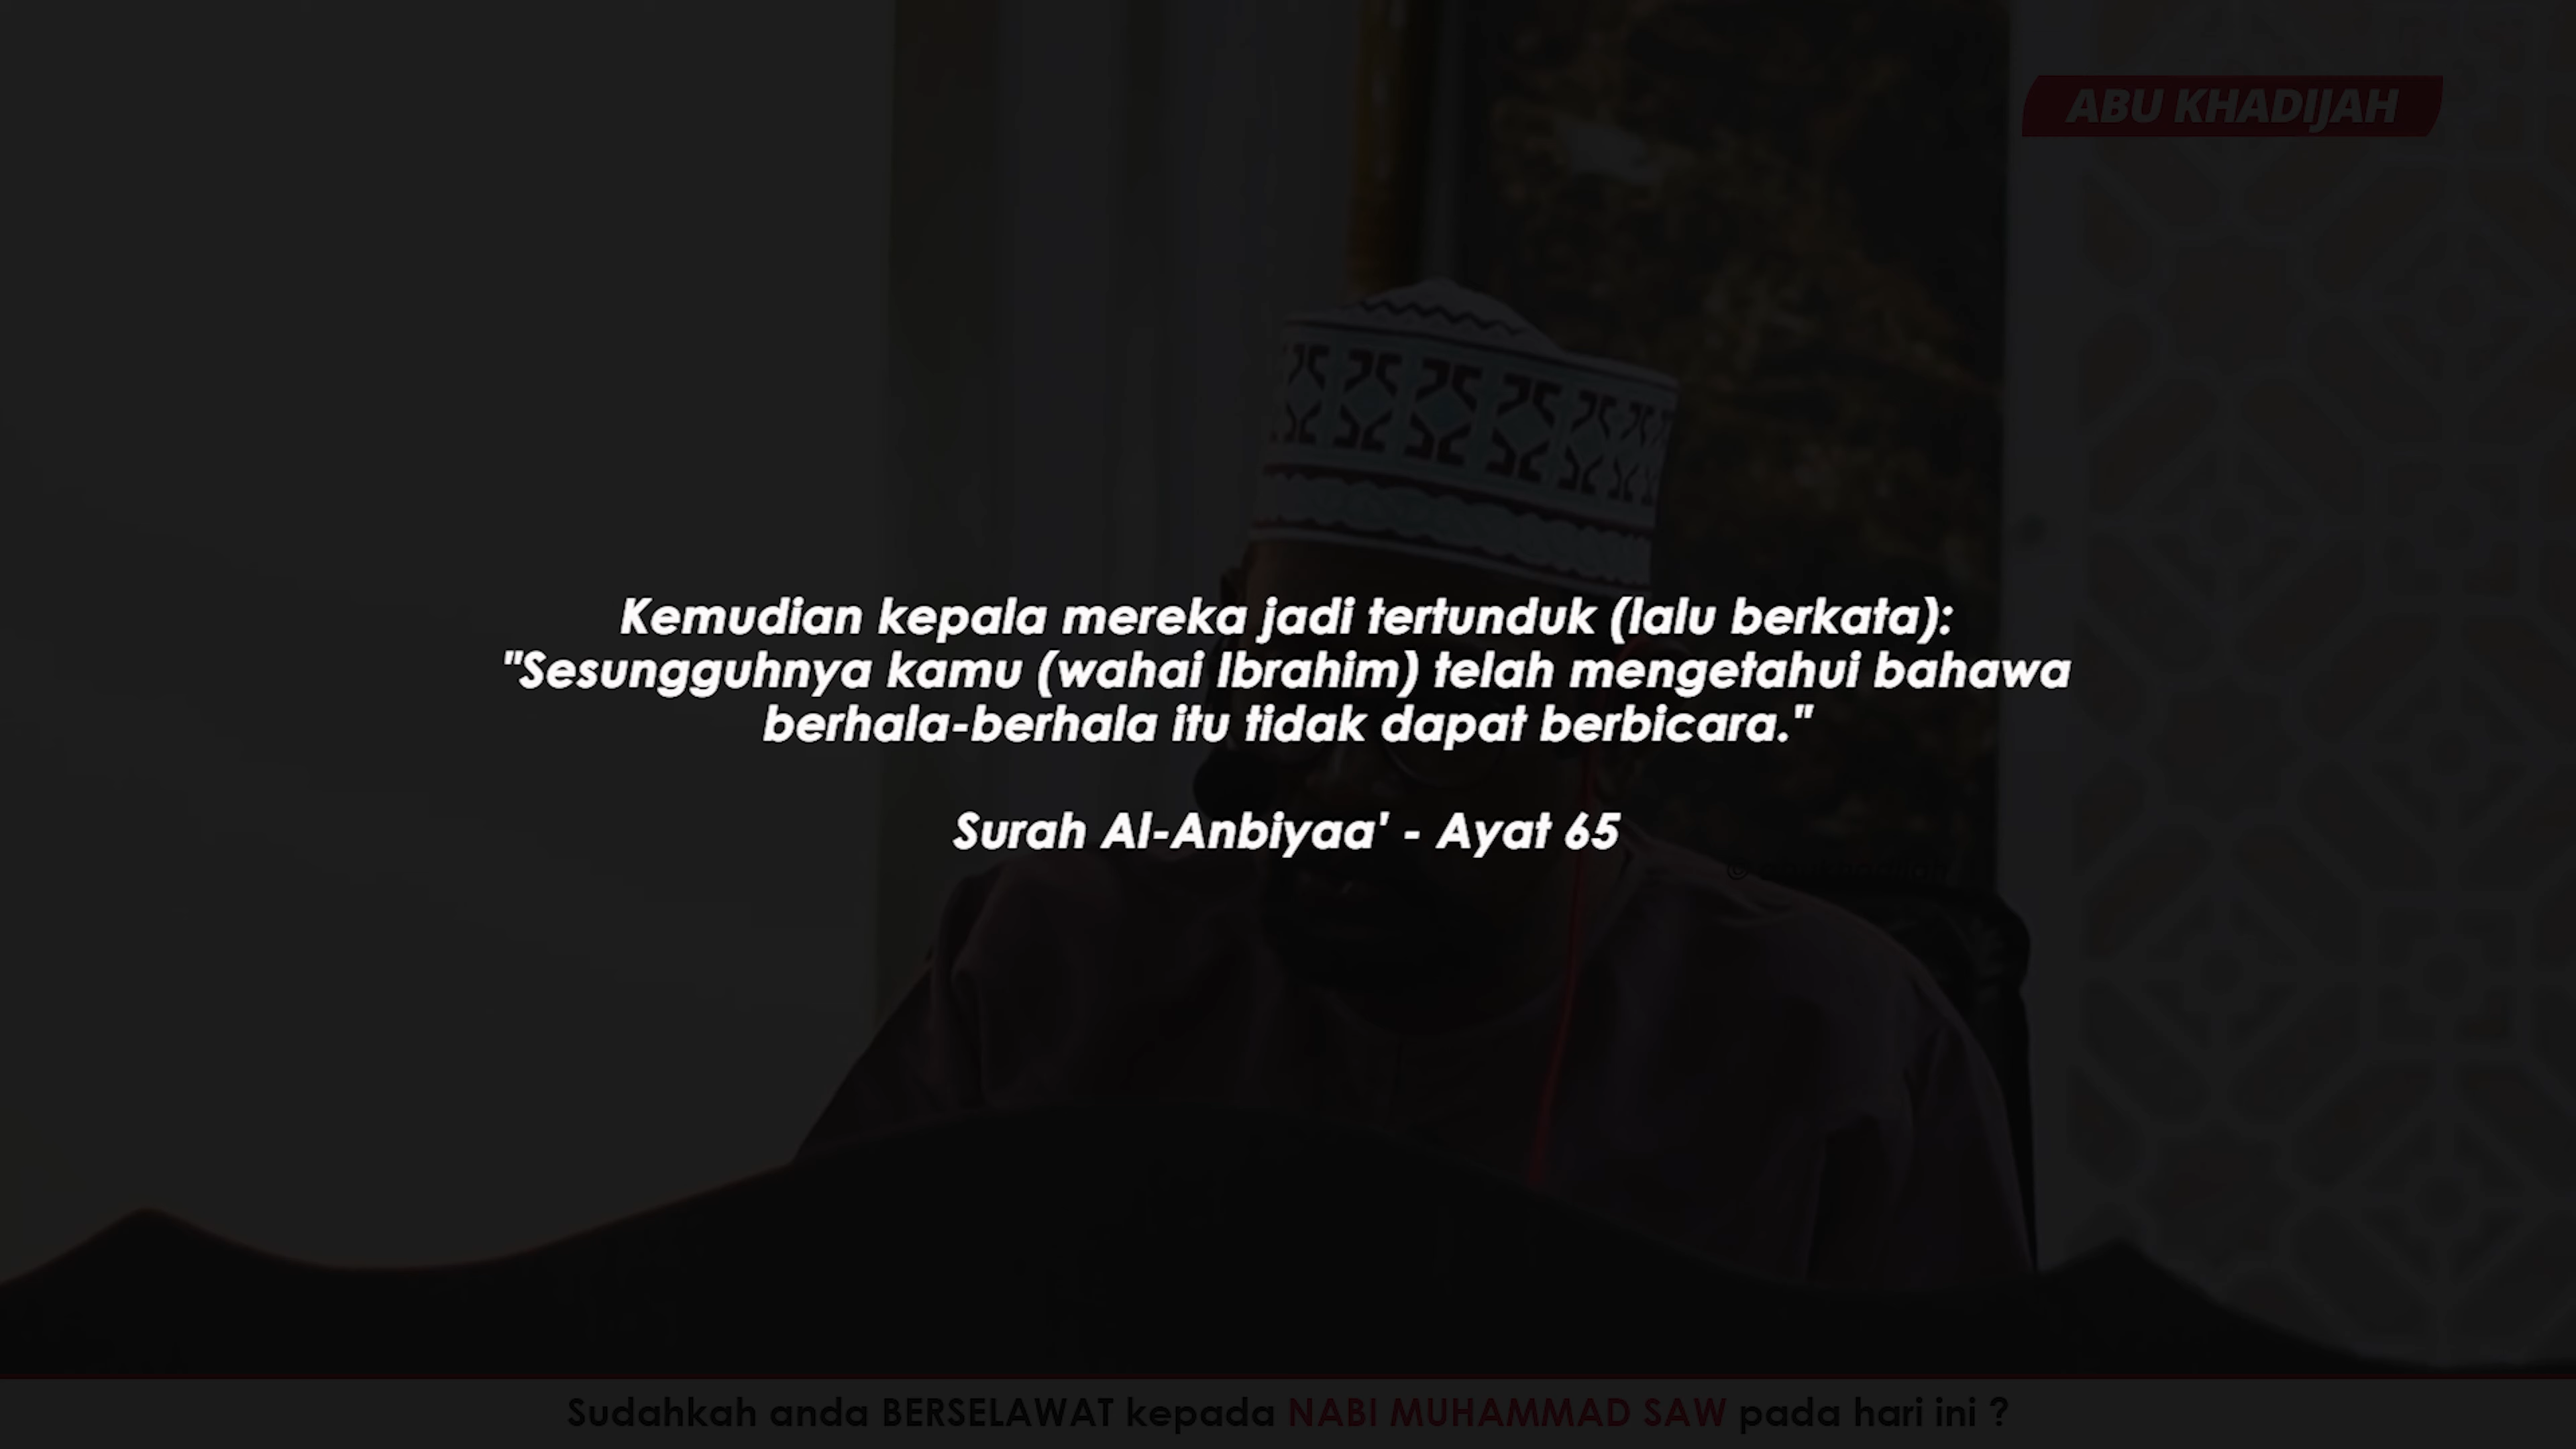 ABU KHADIJAH
Kemudian kepala mereka jadi tertunduk (lalu berkata):
"Sesungguhnya kamu (wahai Ibrahim) telah mengetahui bahawa
berhala-berhala itu tidak dapat berbicara."
Surah Al-Anbiyaa' - Ayat 65
Sudahkah anda BERSELAWAT kepada NABI MUHAMMAD SAW pada hari ini ?